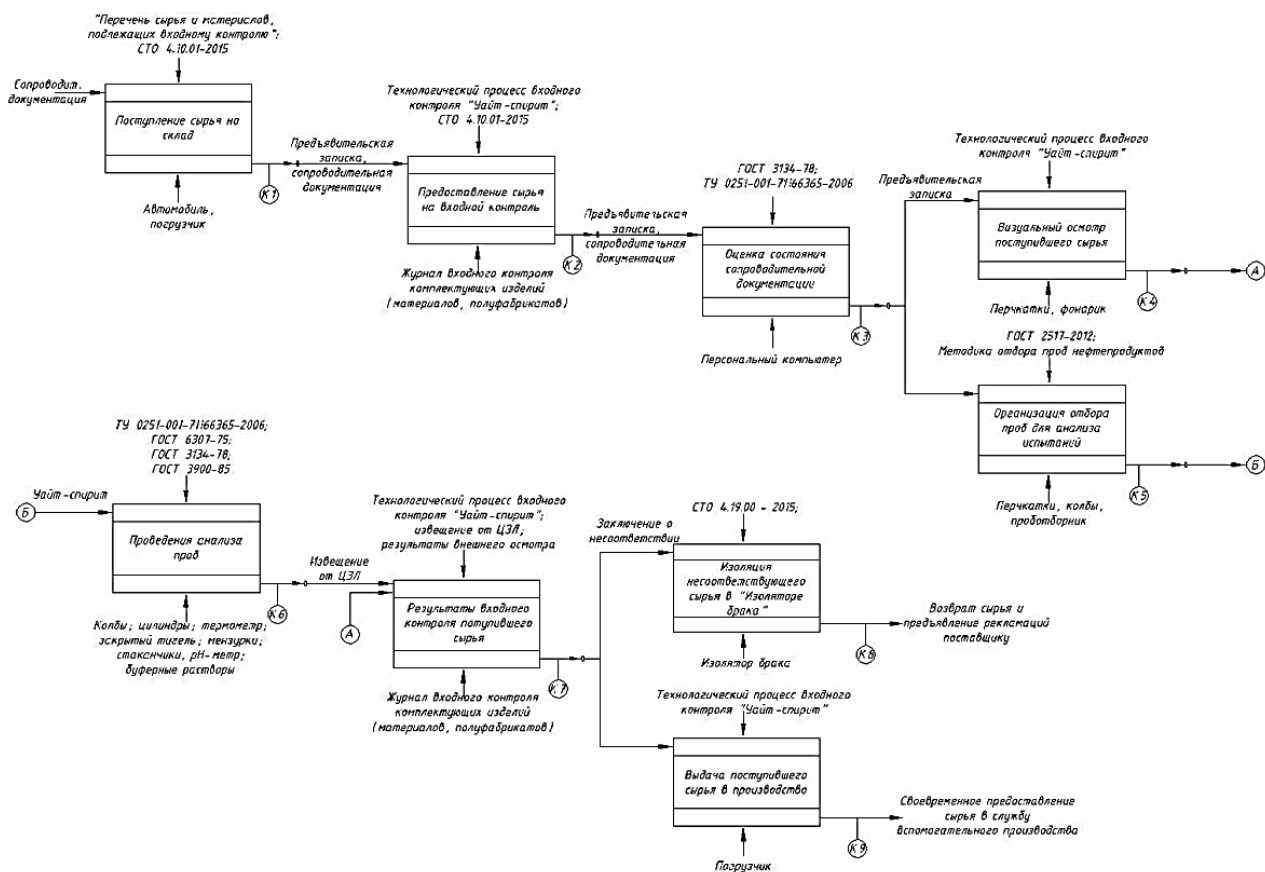 "Перечень сырья и материалов,
подлежащих входному контролю";
СТО 4.10.01-2015
Сопроводит.
документация
Поступление сырья на
склад
Автомобиль,
погрузчик
К1
Предъявительская
записка,
сопроводительная
документация
Технологический процесс входного
контроля "Уайт-спирит";
СТО 4.10.01-2015
Предоставление сырья
на входной контроль
Журнал входного контроля
комплектующих изделий
(материалов, полуфабрикатов)
К2
Предъявительская
записка,
сопроводительная
документация
ГОСТ 3134-78;
ТУ 0251-001-71166365-2006
Оценка состояния
сопроводительной
документации
Персональный компьютер
К3
Предъявительская
записка
Технологический процесс входного
контроля "Уайт-спирит"
Визуальный осмотр
поступившего сырья
Перчатки, фонарик
К4
А
ГОСТ 2517-2012;
Методика отбора проб нефтепродуктов
Организация отбора
проб для анализа
испытаний
Перчатки, колбы,
проботборник
К5
Б
Б
Уайт-спирит
ТУ 0251-001-71166365-2006;
ГОСТ 6307-75;
ГОСТ 3134-78;
ГОСТ 3900-85
Проведения анализа
проб
Колбы; цилиндры; термометр;
закрытый тигель; мензурки;
стаканчики, рН-метр;
буферные растворы
К6
Извещение
от ЦЗЛ
А
Технологический процесс входного
контроля "Уайт-спирит";
извещение от ЦЗЛ;
результаты внешнего осмотра
Результаты входного
контроля потупившего
сырья
Журнал входного контроля
комплектующих изделий
(материалов, полуфабрикатов)
К7
Заключение о
несоответствии
СТО 4.19.00 - 2015;
Изоляция
несоответствующего
сырья в "Изоляторе
брака"
Изолятор брака
К8
Возврат сырья и
предъявление рекламаций
поставщику
Технологический процесс входного
контроля "Уайт-спирит"
Выдача поступившего
сырья в производство
Погрузчик
К9
Своевременное предоставление
сырья в службу
вспомогательного производства